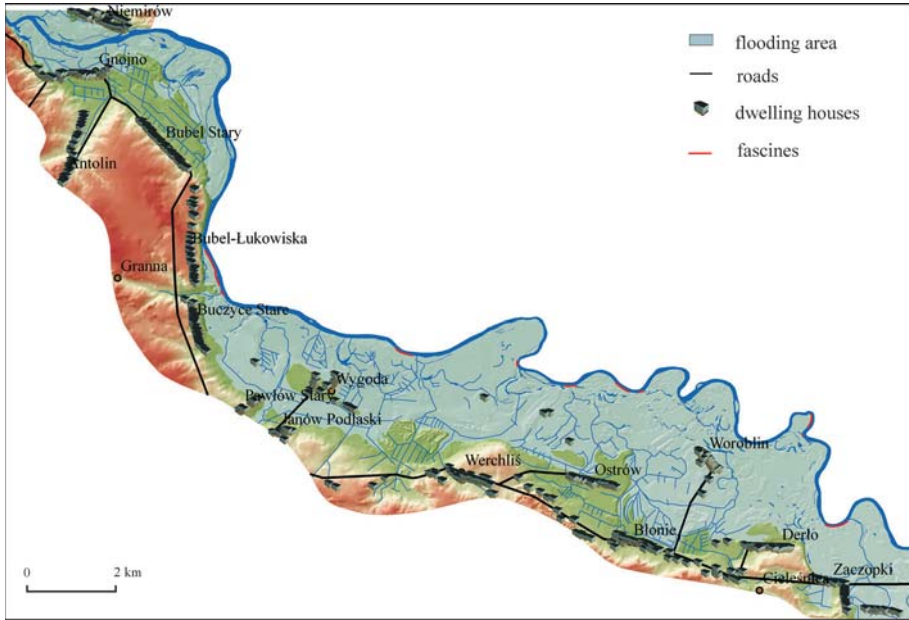 Niemirów
Gnojno
Bubel Stary
Antolin
Bubel-Łukowiska
Granna
Buczyce Stare
Wygoda
Pawłów Stary
Janów Podlaski
Werchliś
Ostrów
Woroblin
Błonie
Derło
Cieleśnica
Zaczopki
flooding area
roads
dwelling houses
fascines
0 2 km